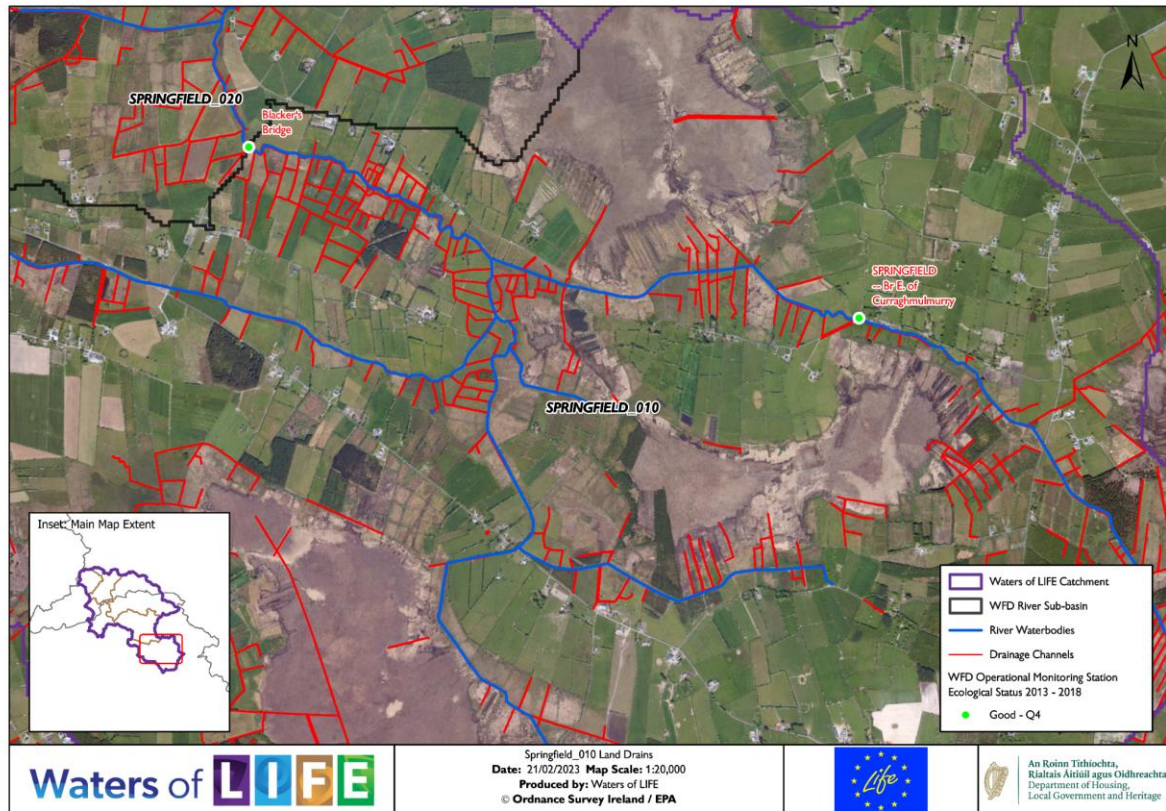 N
SPRINGFIELD_020
Blacker's
Bridge
SPRINGFIELD
-- Br E. of
Curraghmulmurry
SPRINGFIELD_010
Inset: Main Map Extent
Waters of LIFE Catchment
WFD River Sub-basin
River Waterbodies
Drainage Channels
WFD Operational Monitoring Station
Ecological Status 2013 - 2018
Good - Q4
Waters of LIFE
Springfield_010 Land Drains
Date: 21/02/2023 Map Scale: 1:20,000
Produced by: Waters of LIFE
© Ordnance Survey Ireland / EPA
Life
An Roinn Tithíochta,
Rialtais Áitiúil agus Oidhreachta
Department of Housing,
Local Government and Heritage